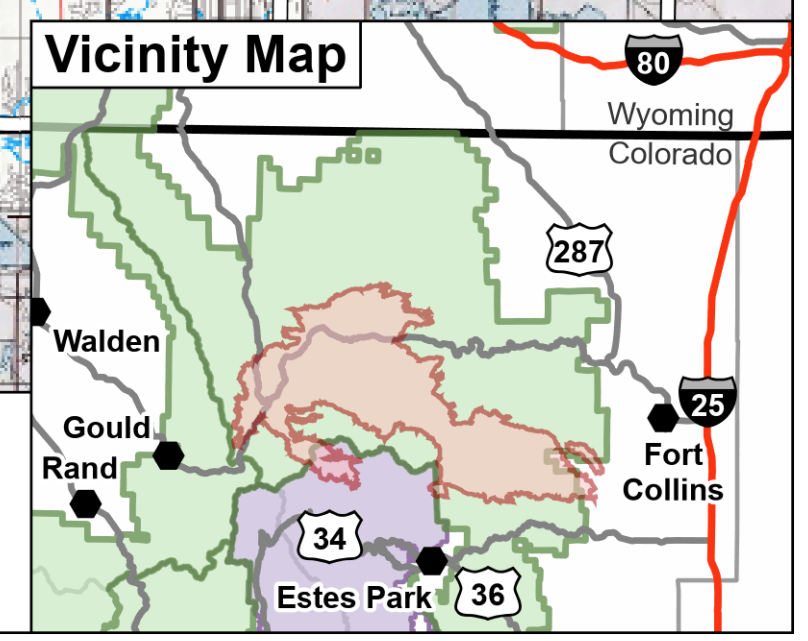 Vicinity Map
80
Wyoming
Colorado
287
Walden
25
Gould
Rand
Fort
Collins
34
Estes Park
36